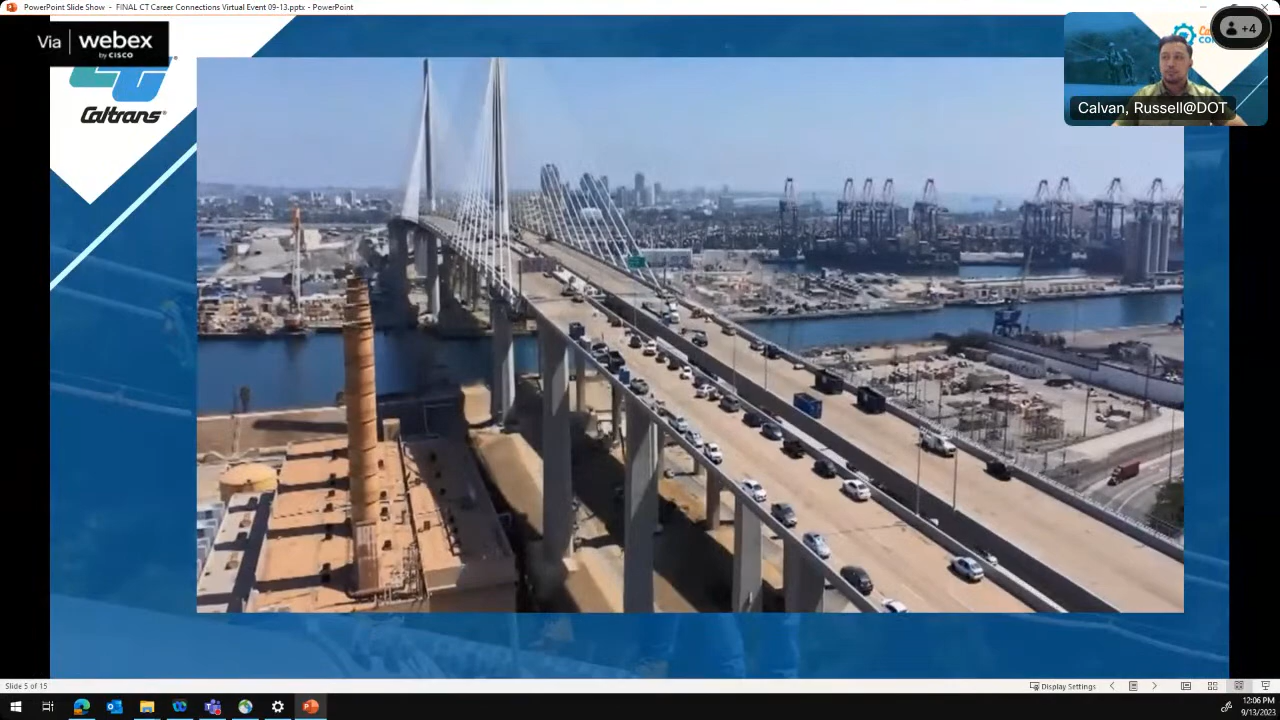 PowerPoint Slide Show - FINAL CT Career Connections Virtual Event 09-13.pptx - PowerPoint
Via webex
by CISCO
+4
Caltrans
Calvan, Russell@DOT
Slide 5 of 15
Display Settings
12:06 PM
9/13/2023